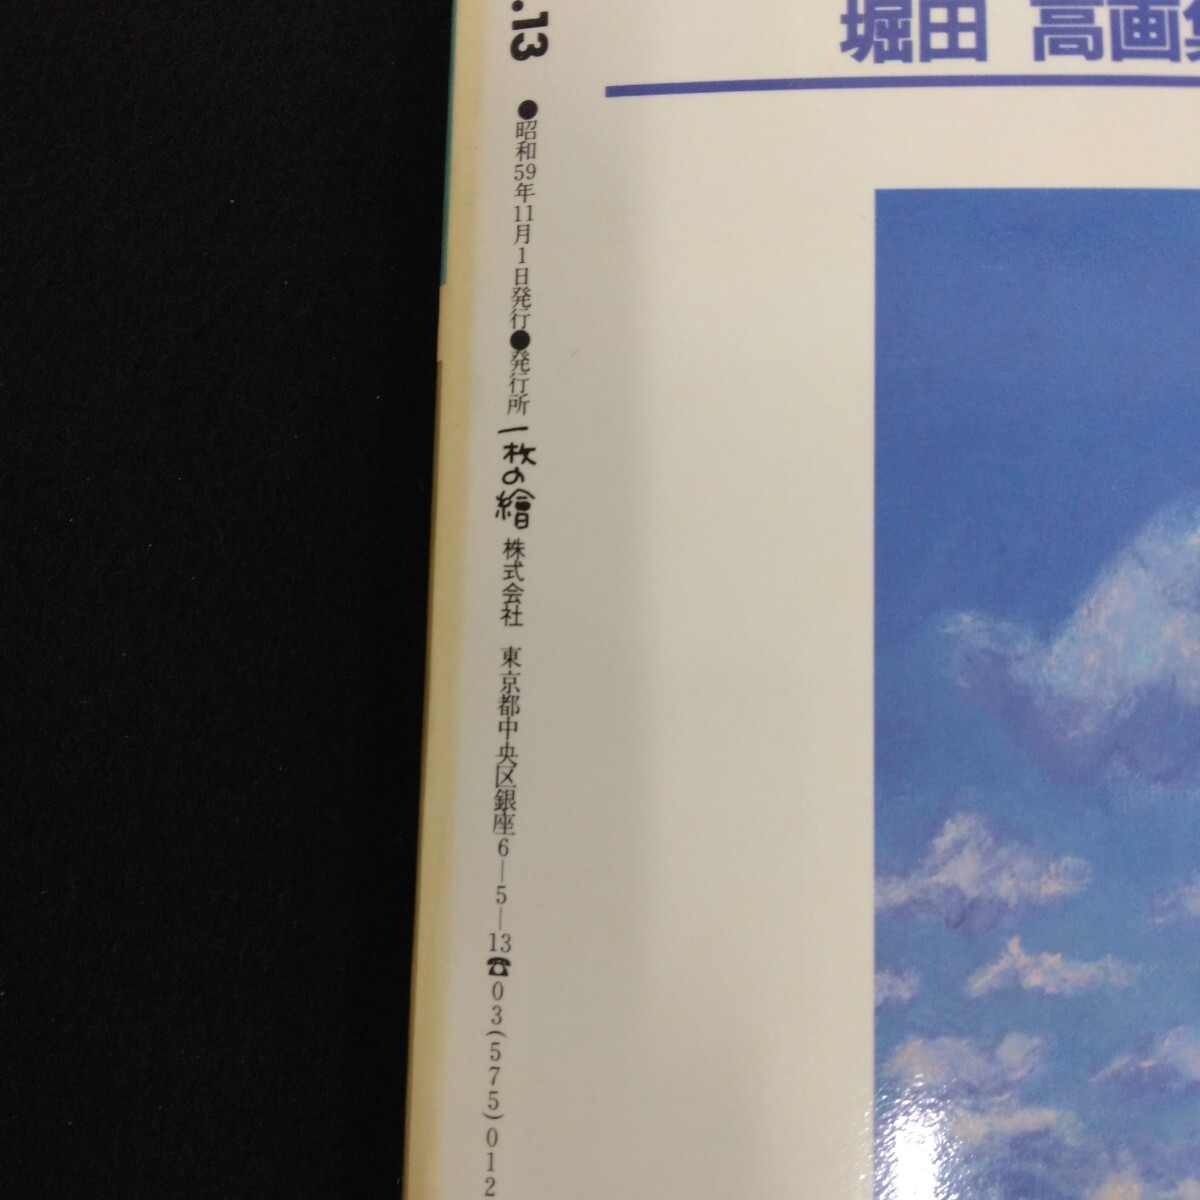 堀田 高画集
.13
●昭和59年11月1日発行●発行所 一枚の繪 株式会社 東京都中央区銀座6―5―13☎03(575)012